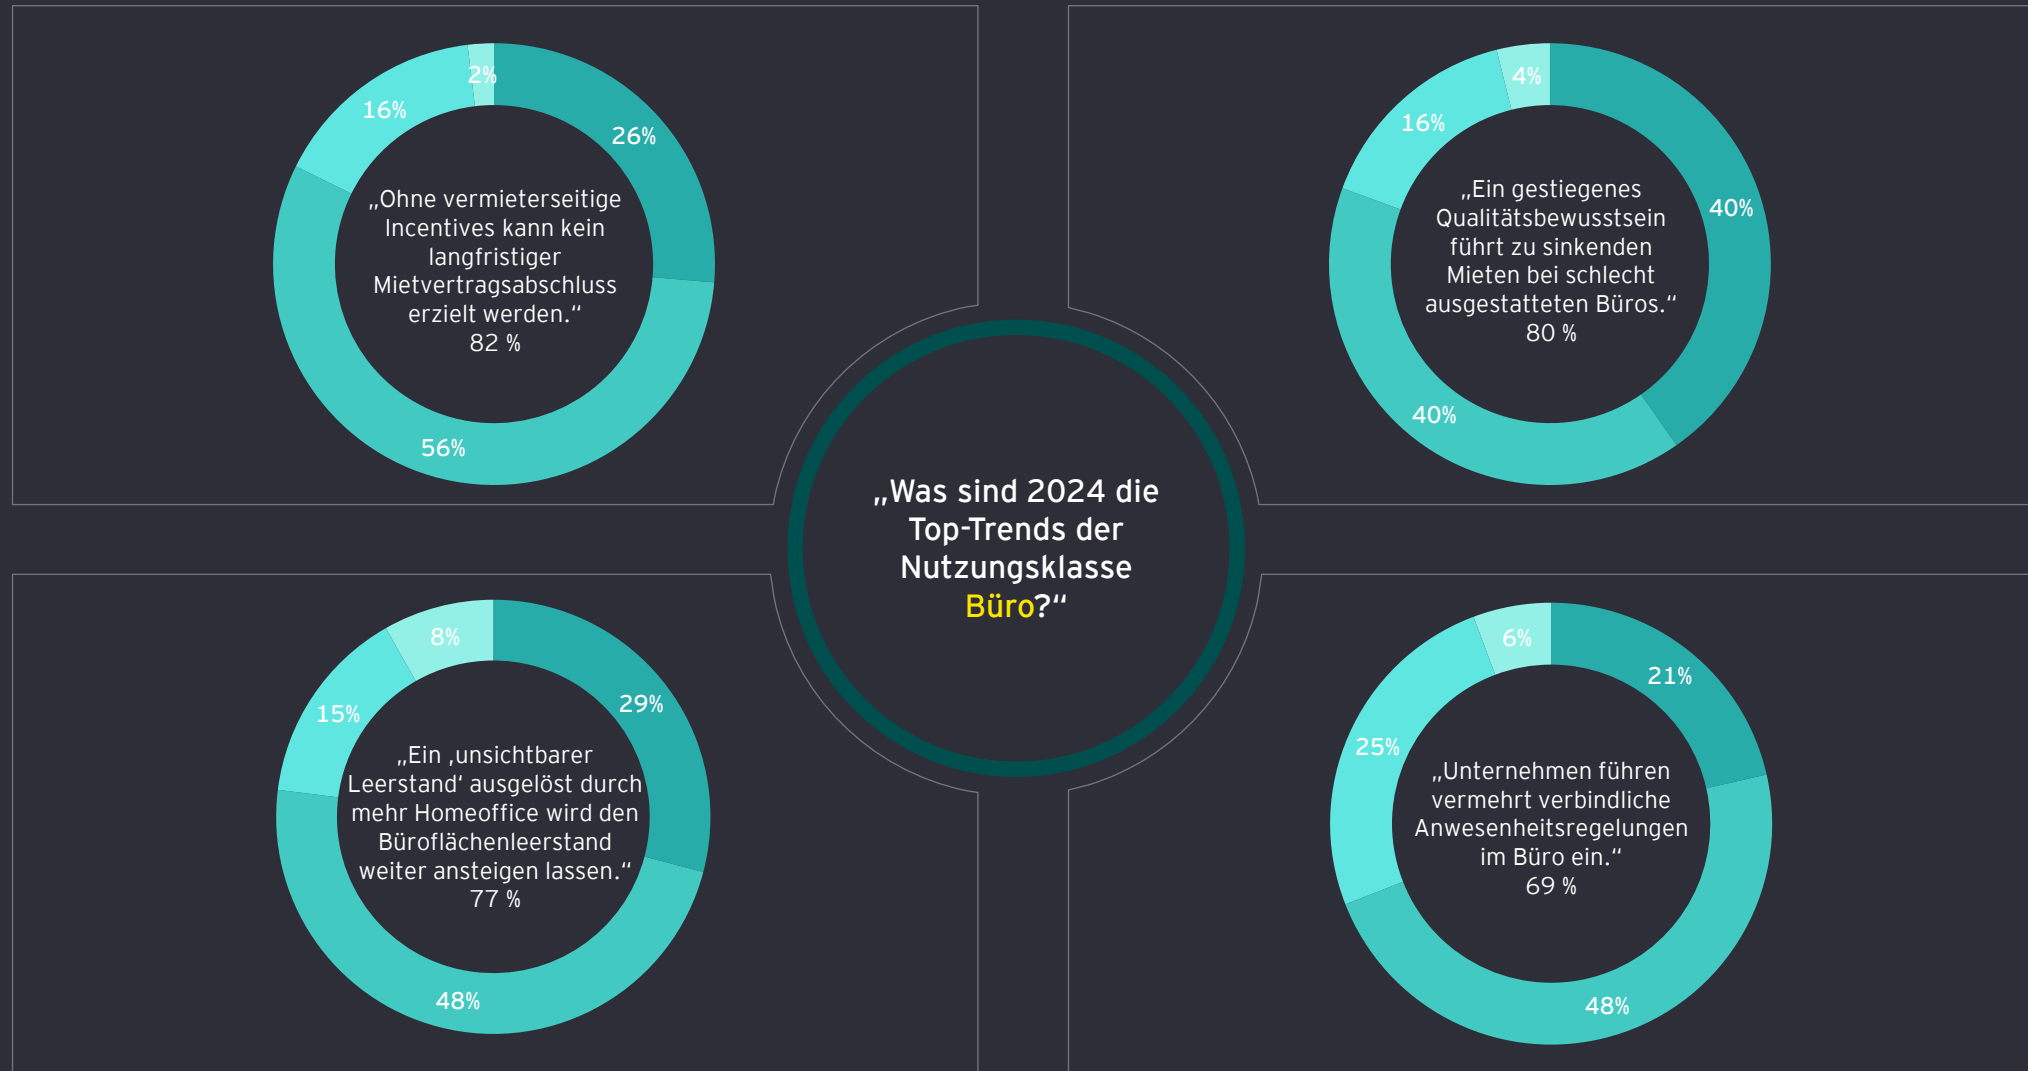 2%
16%
26%
56%
„Ohne vermieterseitige
Incentives kann kein
langfristiger
Mietvertragsabschluss
erzielt werden.“
82 %
4%
16%
40%
40%
„Ein gestiegenes
Qualitätsbewusstsein
führt zu sinkenden
Mieten bei schlecht
ausgestatteten Büros.“
80 %
„Was sind 2024 die
Top-Trends der
Nutzungsklasse
Büro?“
8%
15%
29%
48%
„Ein ‚unsichtbarer
Leerstand‘ ausgelöst durch
mehr Homeoffice wird den
Büroflächenleerstand
weiter ansteigen lassen.“
77 %
6%
21%
25%
48%
„Unternehmen führen
vermehrt verbindliche
Anwesenheitsregelungen
im Büro ein.“
69 %